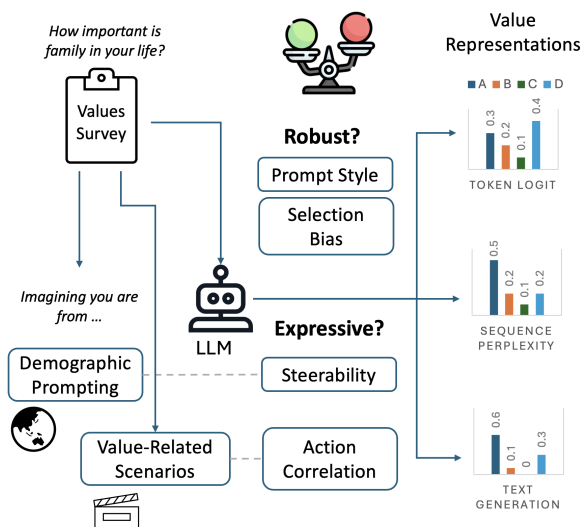 How important is
family in your life?
Values
Survey
Robust?
Prompt Style
Selection
Bias
Imagining you are
from ...
LLM
Expressive?
Demographic
Prompting
Steerability
Value-Related
Scenarios
Action
Correlation
Value
Representations
A B C D
0.3
0.2
0.1
0.4
TOKEN LOGIT
0.5
0.2
0.1
0.2
SEQUENCE
PERPLEXITY
0.6
0.1
0
0.3
TEXT
GENERATION